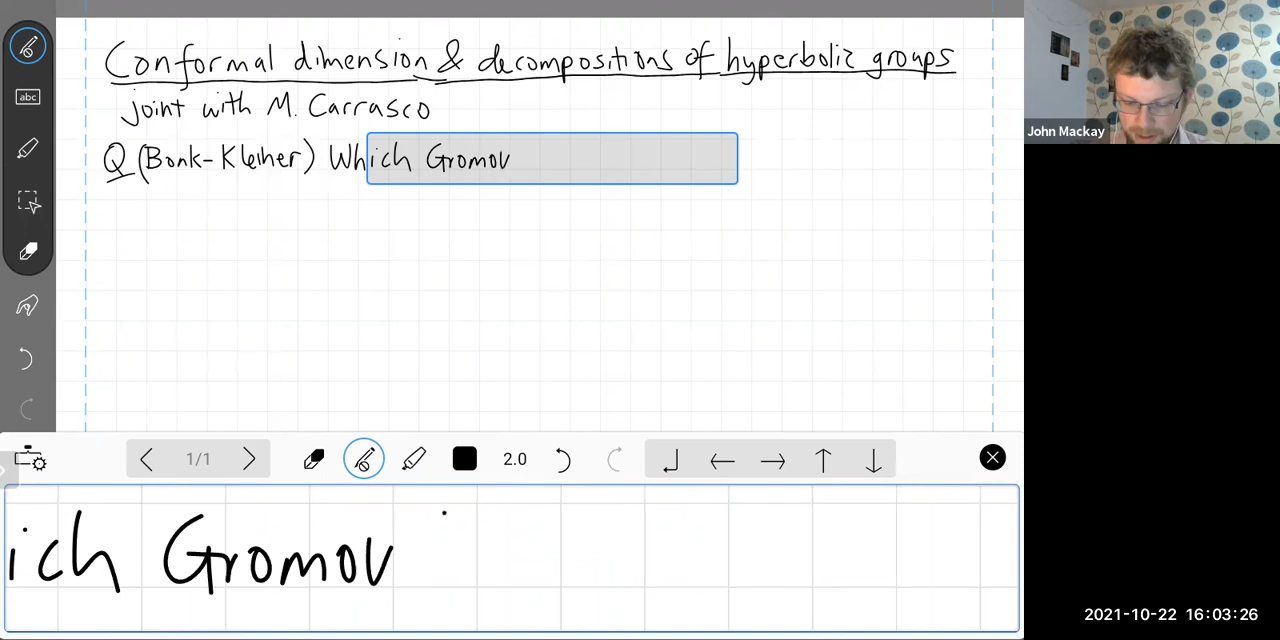 Conformal dimension & decompositions of hyperbolic groups
joint with M. Carrasco
Q (Bonk-Kleiner) Which Gromov
abc
John Mackay
1/1
2.0
ich Gromov
2021-10-22 16:03:26